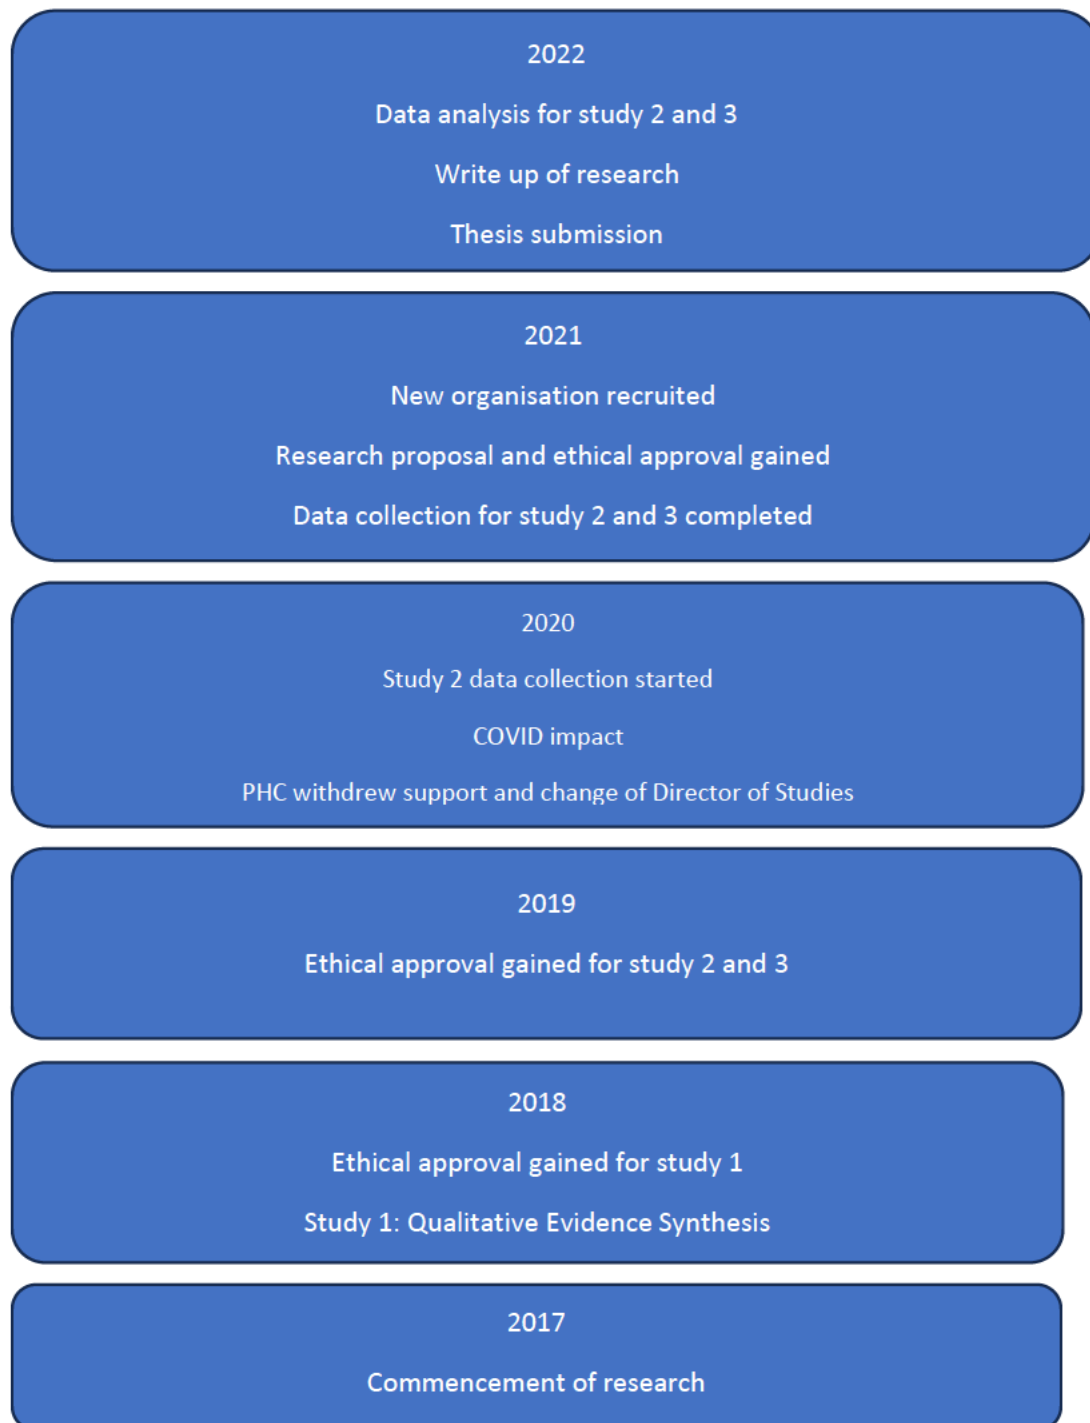 2022
Data analysis for study 2 and 3
Write up of research
Thesis submission
2021
New organisation recruited
Research proposal and ethical approval gained
Data collection for study 2 and 3 completed
2020
Study 2 data collection started
COVID impact
PHC withdrew support and change of Director of Studies
2019
Ethical approval gained for study 2 and 3
2018
Ethical approval gained for study 1
Study 1: Qualitative Evidence Synthesis
2017
Commencement of research